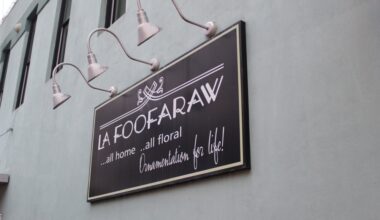 LA FOOFARAW
...all home ..all floral
Ornamentation for life!